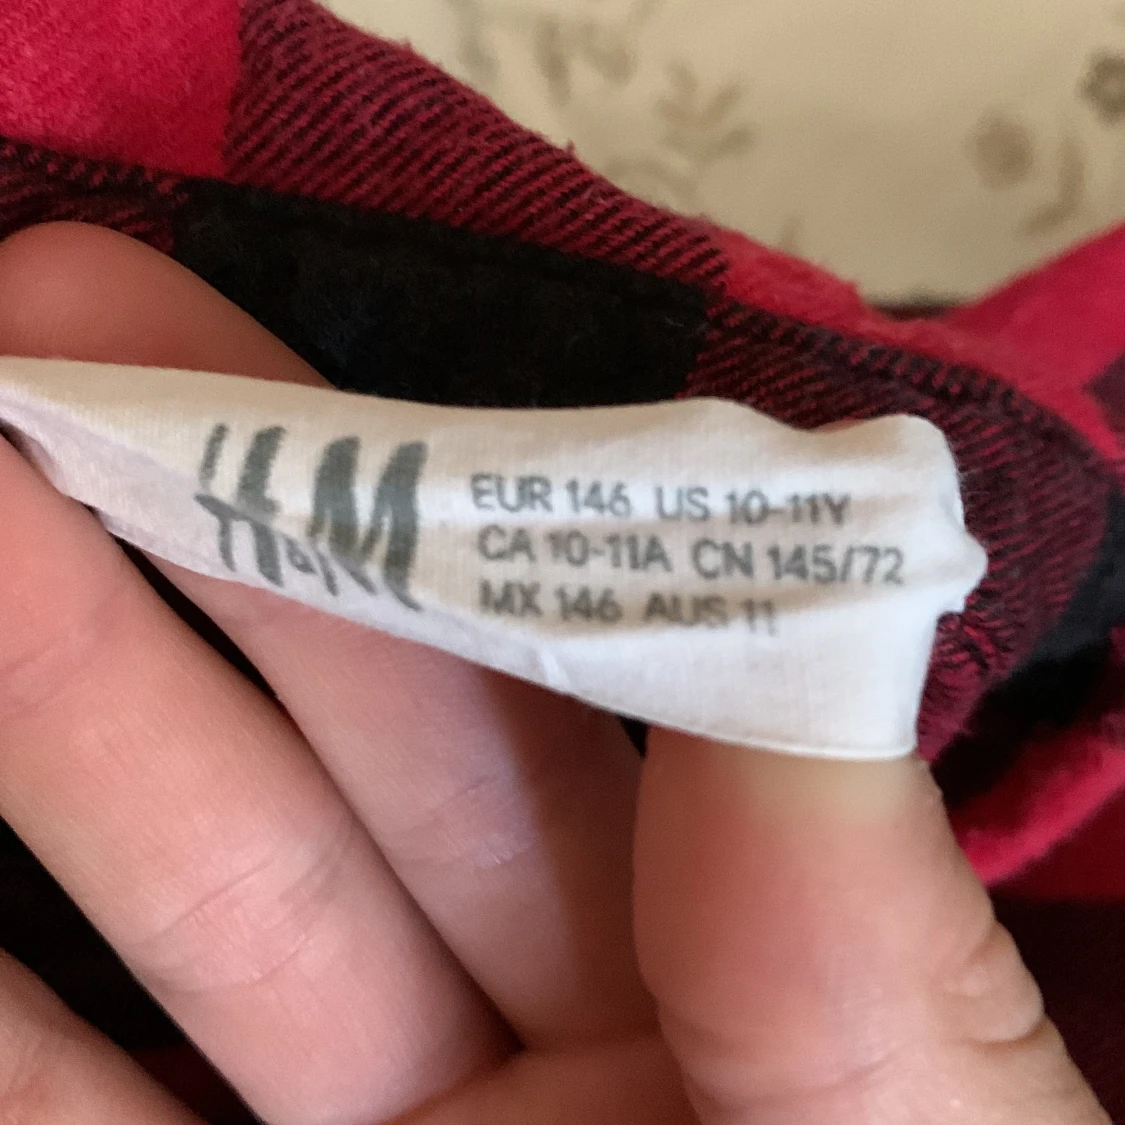 H&M
EUR 146 US 10-11Y
CA 10-11A CN 145/72
MX 146 AUS 11